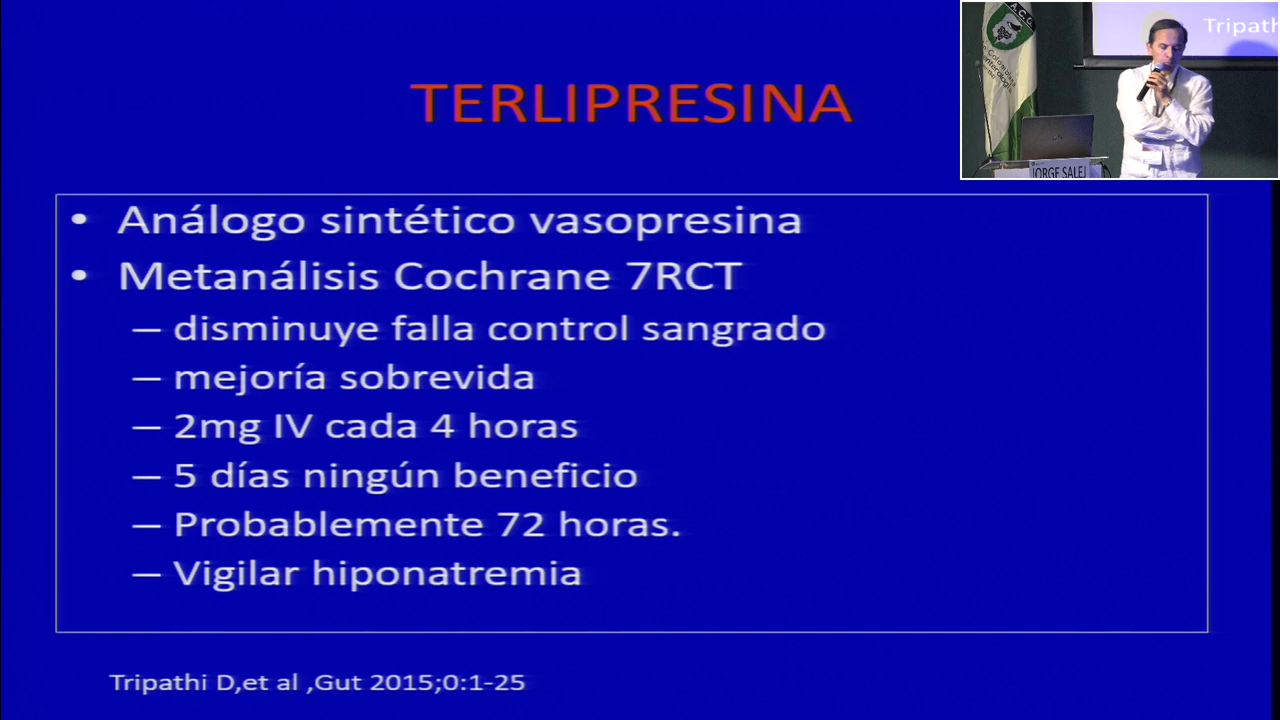 TERLIPRESINA
• Análogo sintético vasopresina
• Metanálisis Cochrane 7RCT
– disminuye falla control sangrado
– mejoría sobrevida
– 2mg IV cada 4 horas
– 5 días ningún beneficio
– Probablemente 72 horas.
– Vigilar hiponatremia
Tripathi D,et al ,Gut 2015;0:1-25
Tripath
A.C.G.
JORGE SALEJ